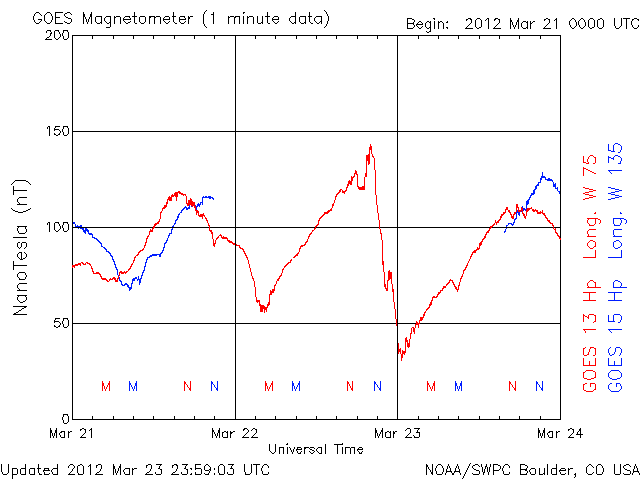 GOES Magnetometer (1 minute data)
Begin: 2012 Mar 21 0000 UTC
200
150
100
50
0
NanoTesla (nT)
M M N N M M N N M M N N
Mar 21 Mar 22 Mar 23 Mar 24
Universal Time
GOES 13 Hp Long. W 75
GOES 15 Hp Long. W 135
Updated 2012 Mar 23 23:59:03 UTC
NOAA/SWPC Boulder, CO USA